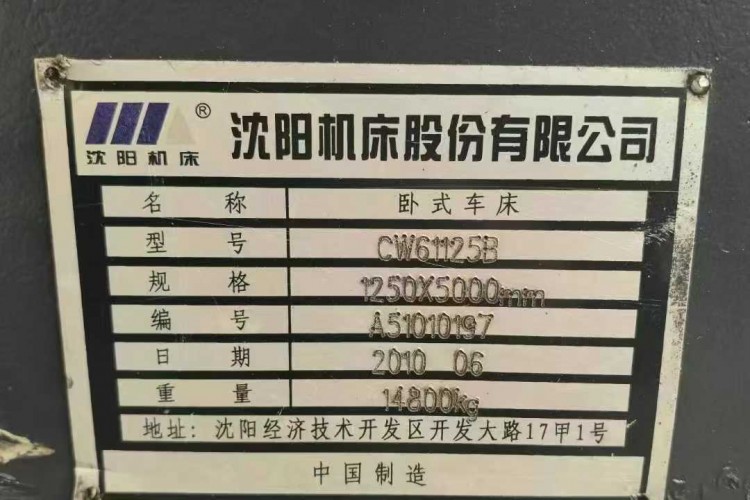 ® 沈阳机床股份有限公司
沈阳机床
名 称 卧式车床
型 号 CW61125B
规 格 1250X5000mm
编 号 A51010197
日 期 2010 06
重 量 14800kg
地址: 沈阳经济技术开发区开发大路17甲1号
中国制造